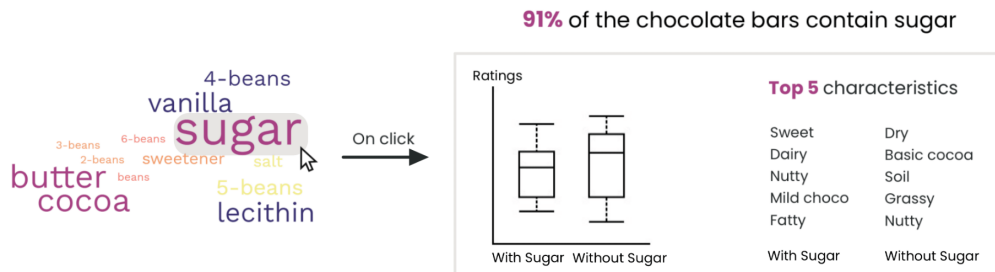 91% of the chocolate bars contain sugar
4-beans
vanilla
sugar
3-beans
6-beans
2-beans
sweetener
salt
butter
beans
5-beans
cocoa
lecithin
On click
Ratings
With Sugar
Without Sugar
Top 5 characteristics
Sweet
Dairy
Nutty
Mild choco
Fatty
With Sugar
Dry
Basic cocoa
Soil
Grassy
Nutty
Without Sugar